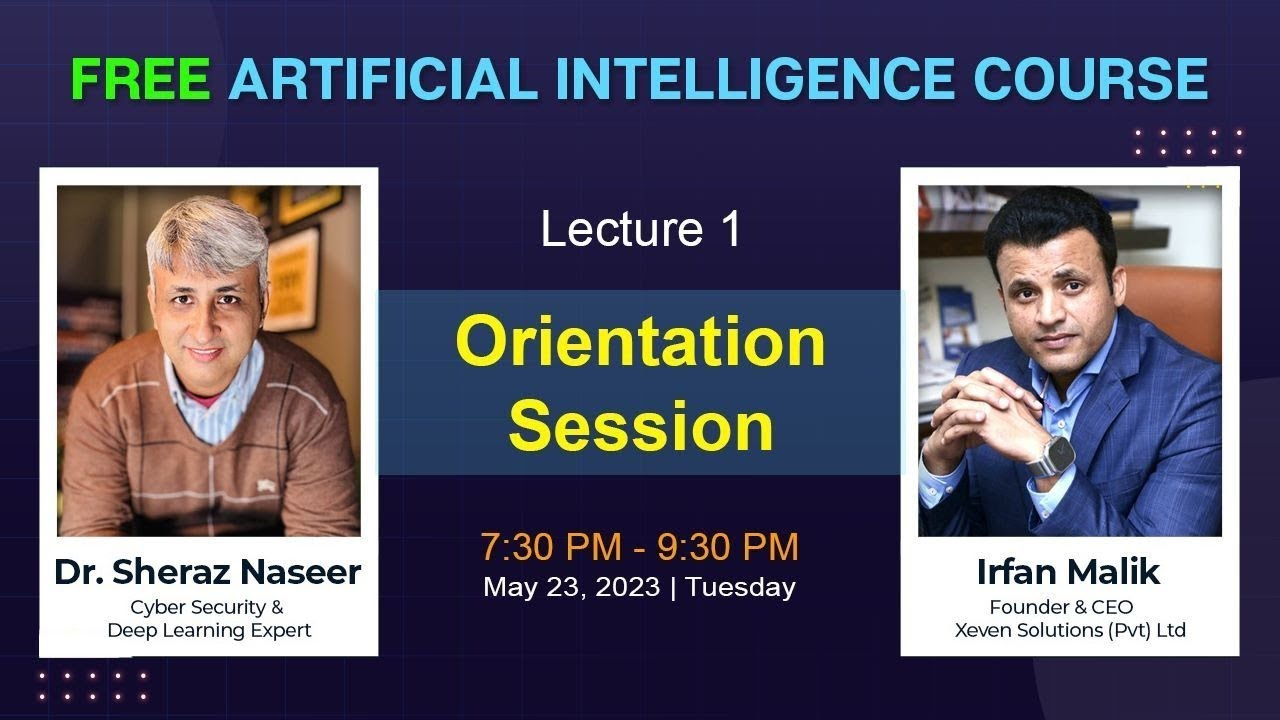 FREE ARTIFICIAL INTELLIGENCE COURSE
Lecture 1
Orientation
Session
7:30 PM - 9:30 PM
May 23, 2023 | Tuesday
Dr. Sheraz Naseer
Cyber Security &
Deep Learning Expert
Irfan Malik
Founder & CEO
Xeven Solutions (Pvt) Ltd